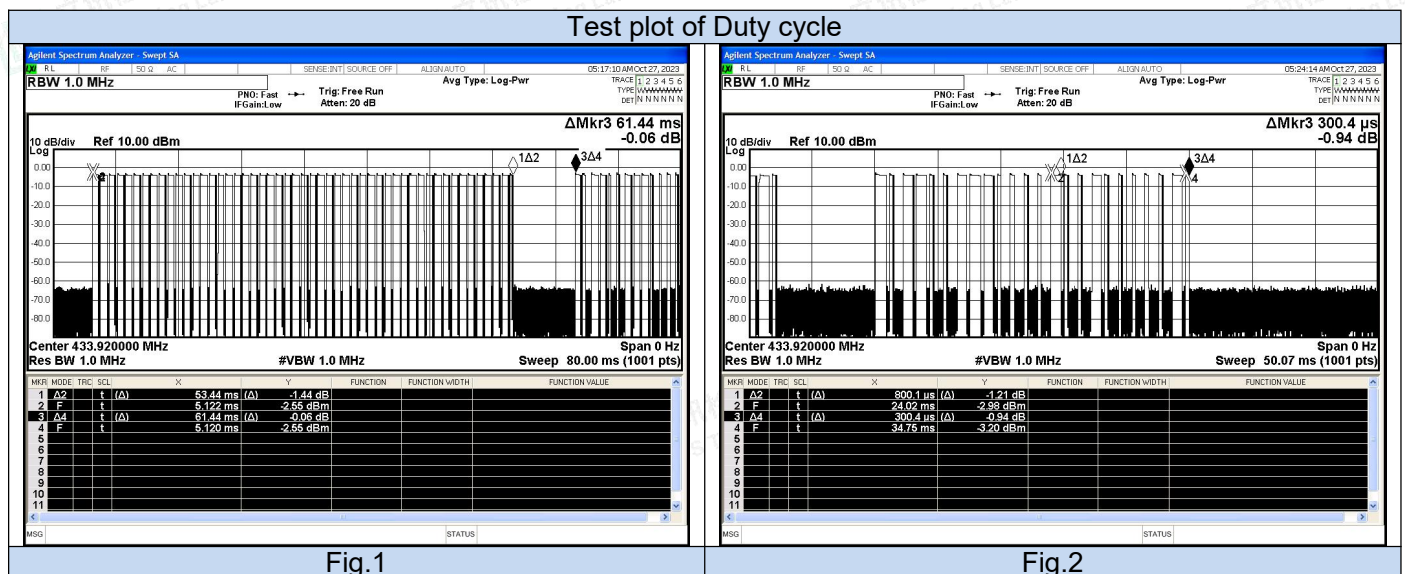 Test plot of Duty cycle
Agilent Spectrum Analyzer - Swept SA
RL RF 50 Ω AC SENSE:INT SOURCE OFF ALIGN AUTO 05:17:10 AM Oct 27, 2023
RBW 1.0 MHz Avg Type: Log-Pwr TRACE 1 2 3 4 5 6
PNO: Fast Trig: Free Run TYPE WWWWWW
IFGain:Low Atten: 20 dB DET N N N N N N
ΔMkr3 61.44 ms
10 dB/div Ref 10.00 dBm -0.06 dB
Log
1Δ2 3Δ4
0.00
-10.0
-20.0
-30.0
-40.0
-50.0
-60.0
-70.0
-80.0
Center 433.920000 MHz Span 0 Hz
Res BW 1.0 MHz #VBW 1.0 MHz Sweep 80.00 ms (1001 pts)
MKR MODE TRC SCL X Y FUNCTION FUNCTION WIDTH FUNCTION VALUE
1 Δ2 t (Δ) 53.44 ms (Δ) -1.44 dB
2 F t 5.122 ms -2.55 dBm
3 Δ4 t (Δ) 61.44 ms (Δ) -0.06 dB
4 F t 5.120 ms -2.55 dBm
5
6
7
8
9
10
11
MSG STATUS
Fig.1
Agilent Spectrum Analyzer - Swept SA
RL RF 50 Ω AC SENSE:INT SOURCE OFF ALIGN AUTO 05:24:14 AM Oct 27, 2023
RBW 1.0 MHz Avg Type: Log-Pwr TRACE 1 2 3 4 5 6
PNO: Fast Trig: Free Run TYPE WWWWWW
IFGain:Low Atten: 20 dB DET N N N N N N
ΔMkr3 300.4 µs
10 dB/div Ref 10.00 dBm -0.94 dB
Log
1Δ2 3Δ4
0.00
2 4
-10.0
-20.0
-30.0
-40.0
-50.0
-60.0
-70.0
-80.0
Center 433.920000 MHz Span 0 Hz
Res BW 1.0 MHz #VBW 1.0 MHz Sweep 50.07 ms (1001 pts)
MKR MODE TRC SCL X Y FUNCTION FUNCTION WIDTH FUNCTION VALUE
1 Δ2 t (Δ) 800.1 µs (Δ) -1.21 dB
2 F t 24.02 ms -2.98 dBm
3 Δ4 t (Δ) 300.4 µs (Δ) -0.94 dB
4 F t 34.75 ms -3.20 dBm
5
6
7
8
9
10
11
MSG STATUS
Fig.2